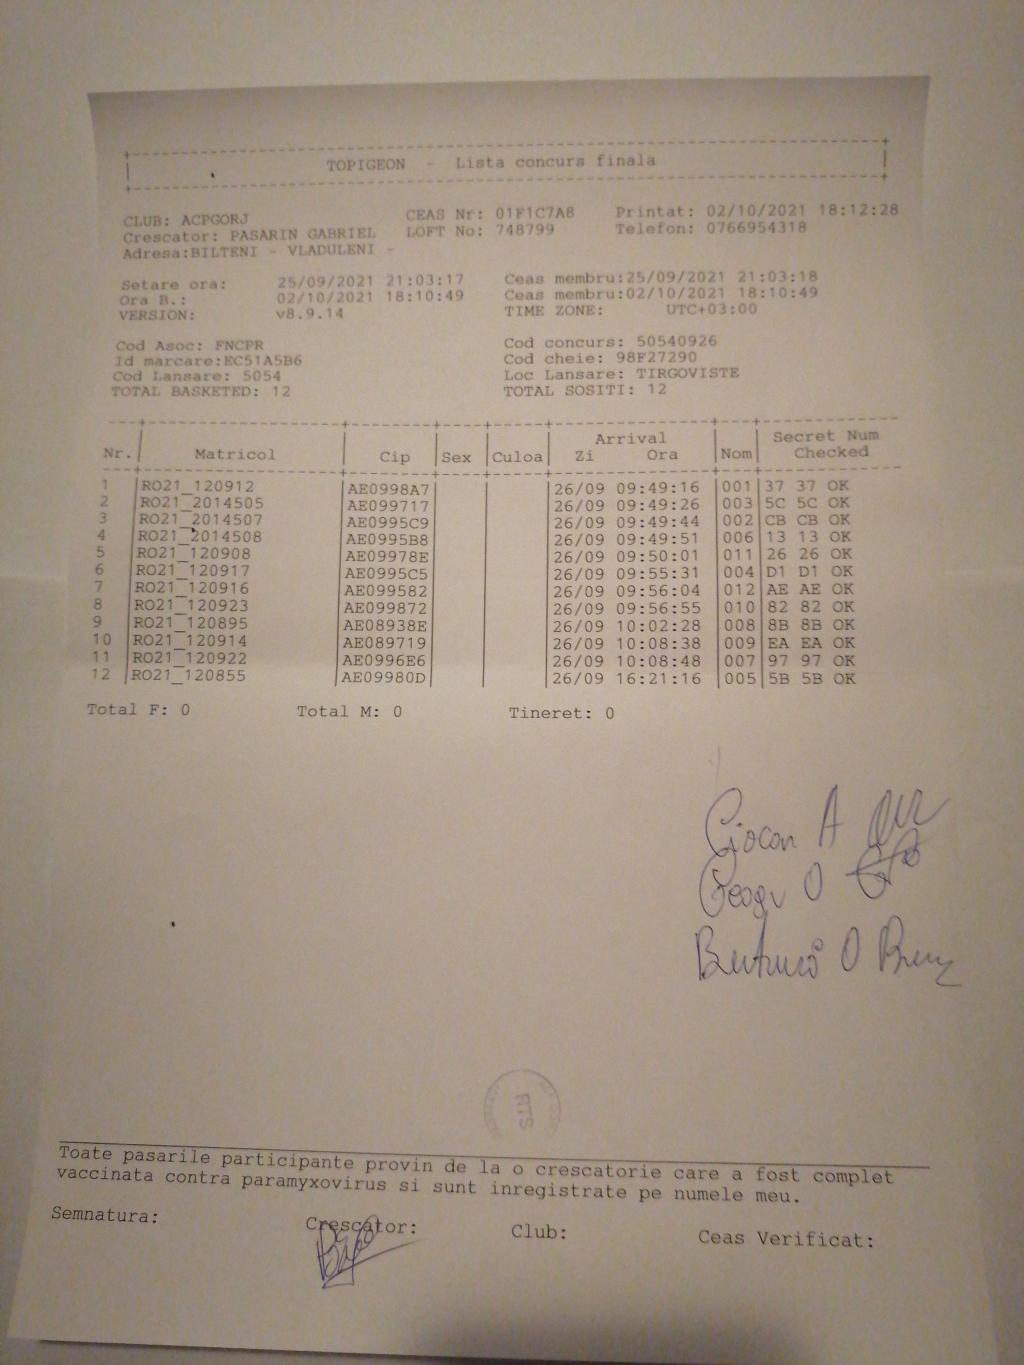 TOPIGEON - Lista concurs finala
CLUB: ACPGORJ CEAS Nr: 01F1C7A8 Printat: 02/10/2021 18:12:28
Crescator: PASARIN GABRIEL LOFT No: 748799 Telefon: 0766954318
Adresa:BILTENI - VLADULENI -
Setare ora: 25/09/2021 21:03:17 Ceas membru:25/09/2021 21:03:18
Ora B.: 02/10/2021 18:10:49 Ceas membru:02/10/2021 18:10:49
VERSION: v8.9.14 TIME ZONE: UTC+03:00
Cod Asoc: FNCPR Cod concurs: 50540926
Id marcare:EC51A5B6 Cod cheie: 98F27290
Cod Lansare: 5054 Loc Lansare: TIRGOVISTE
TOTAL BASKETED: 12 TOTAL SOSITI: 12
Arrival Secret Num
Nr. Matricol Cip Sex Culoa Zi Ora Nom Checked
1 RO21_120912 AE0998A7 26/09 09:49:16 001 37 37 OK
2 RO21_2014505 AE099717 26/09 09:49:26 003 5C 5C OK
3 RO21_2014507 AE0995C9 26/09 09:49:44 002 CB CB OK
4 RO21_2014508 AE0995B8 26/09 09:49:51 006 13 13 OK
5 RO21_120908 AE09978E 26/09 09:50:01 011 26 26 OK
6 RO21_120917 AE0995C5 26/09 09:55:31 004 D1 D1 OK
7 RO21_120916 AE099582 26/09 09:56:04 012 AE AE OK
8 RO21_120923 AE099872 26/09 09:56:55 010 82 82 OK
9 RO21_120895 AE08938E 26/09 10:02:28 008 8B 8B OK
10 RO21_120914 AE089719 26/09 10:08:38 009 EA EA OK
11 RO21_120922 AE0996E6 26/09 10:08:48 007 97 97 OK
12 RO21_120855 AE09980D 26/09 16:21:16 005 5B 5B OK
Total F: 0 Total M: 0 Tineret: 0
Ciocan A
O
O
RTS
Toate pasarile participante provin de la o crescatorie care a fost complet
vaccinata contra paramyxovirus si sunt inregistrate pe numele meu.
Semnatura: Crescator: Club: Ceas Verificat: